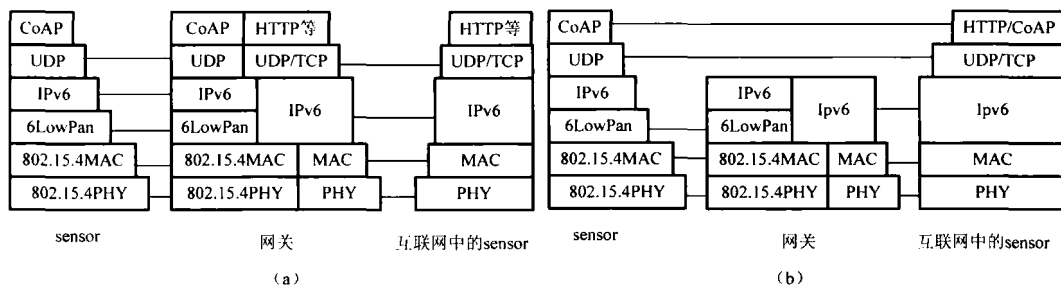 CoAP CoAP HTTP等 HTTP等
UDP UDP UDP/TCP UDP/TCP
IPv6 IPv6 IPv6 IPv6
6LowPan 6LowPan
802.15.4MAC 802.15.4MAC MAC MAC
802.15.4PHY 802.15.4PHY PHY PHY
sensor 网关 互联网中的sensor
（a）
CoAP HTTP/CoAP
UDP UDP/TCP
IPv6 IPv6 Ipv6 Ipv6
6LowPan 6LowPan
802.15.4MAC 802.15.4MAC MAC MAC
802.15.4PHY 802.15.4PHY PHY PHY
sensor 网关 互联网中的sensor
（b）